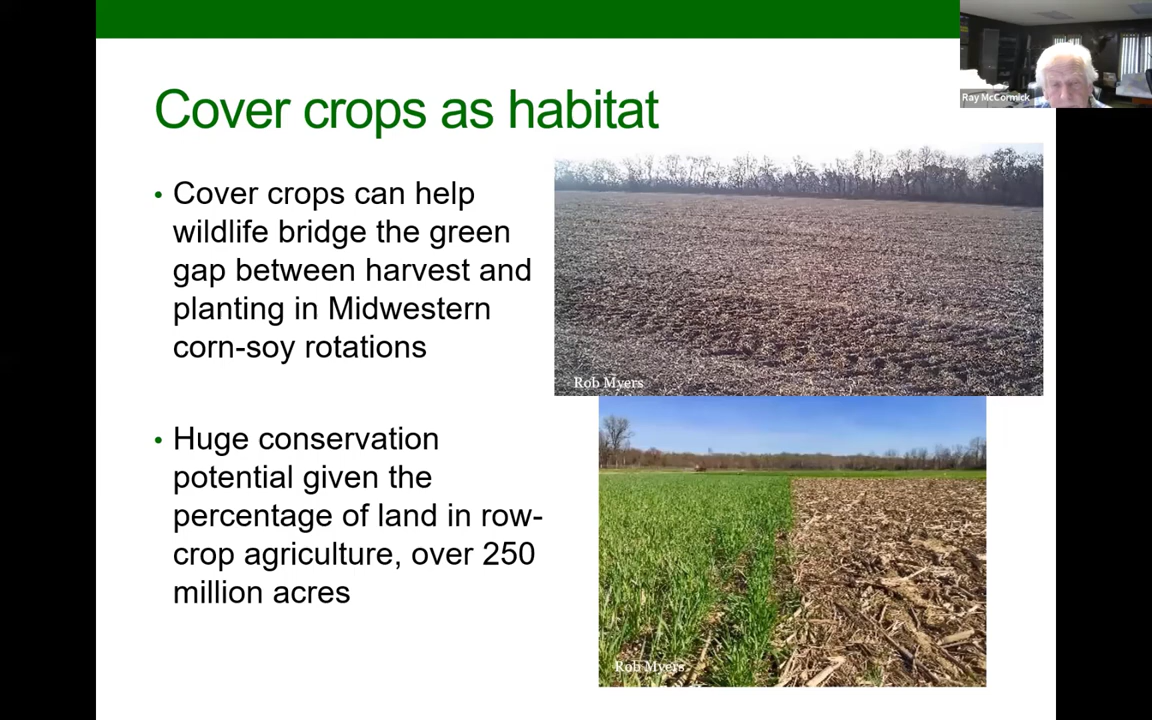 Ray McCormick
Cover crops as habitat
• Cover crops can help
wildlife bridge the green
gap between harvest and
planting in Midwestern
corn-soy rotations
Rob Myers
• Huge conservation
potential given the
percentage of land in row-
crop agriculture, over 250
million acres
Rob Myers